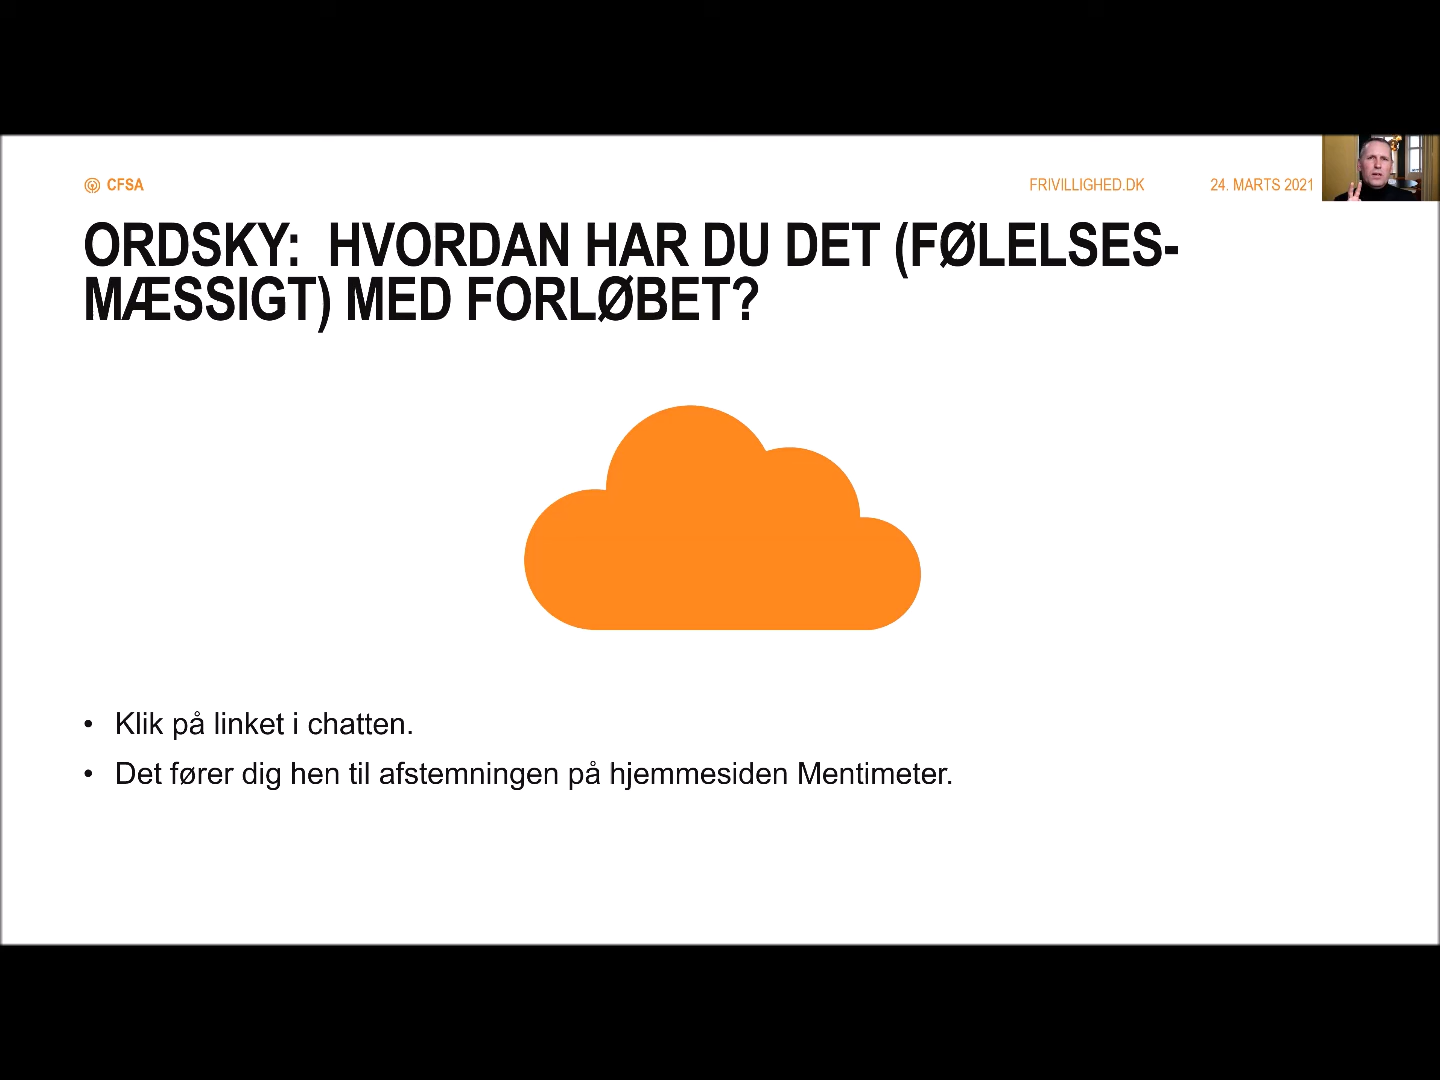 CFSA
FRIVILLIGHED.DK
24. MARTS 2021
ORDSKY: HVORDAN HAR DU DET (FØLELSES-
MÆSSIGT) MED FORLØBET?
• Klik på linket i chatten.
• Det fører dig hen til afstemningen på hjemmesiden Mentimeter.